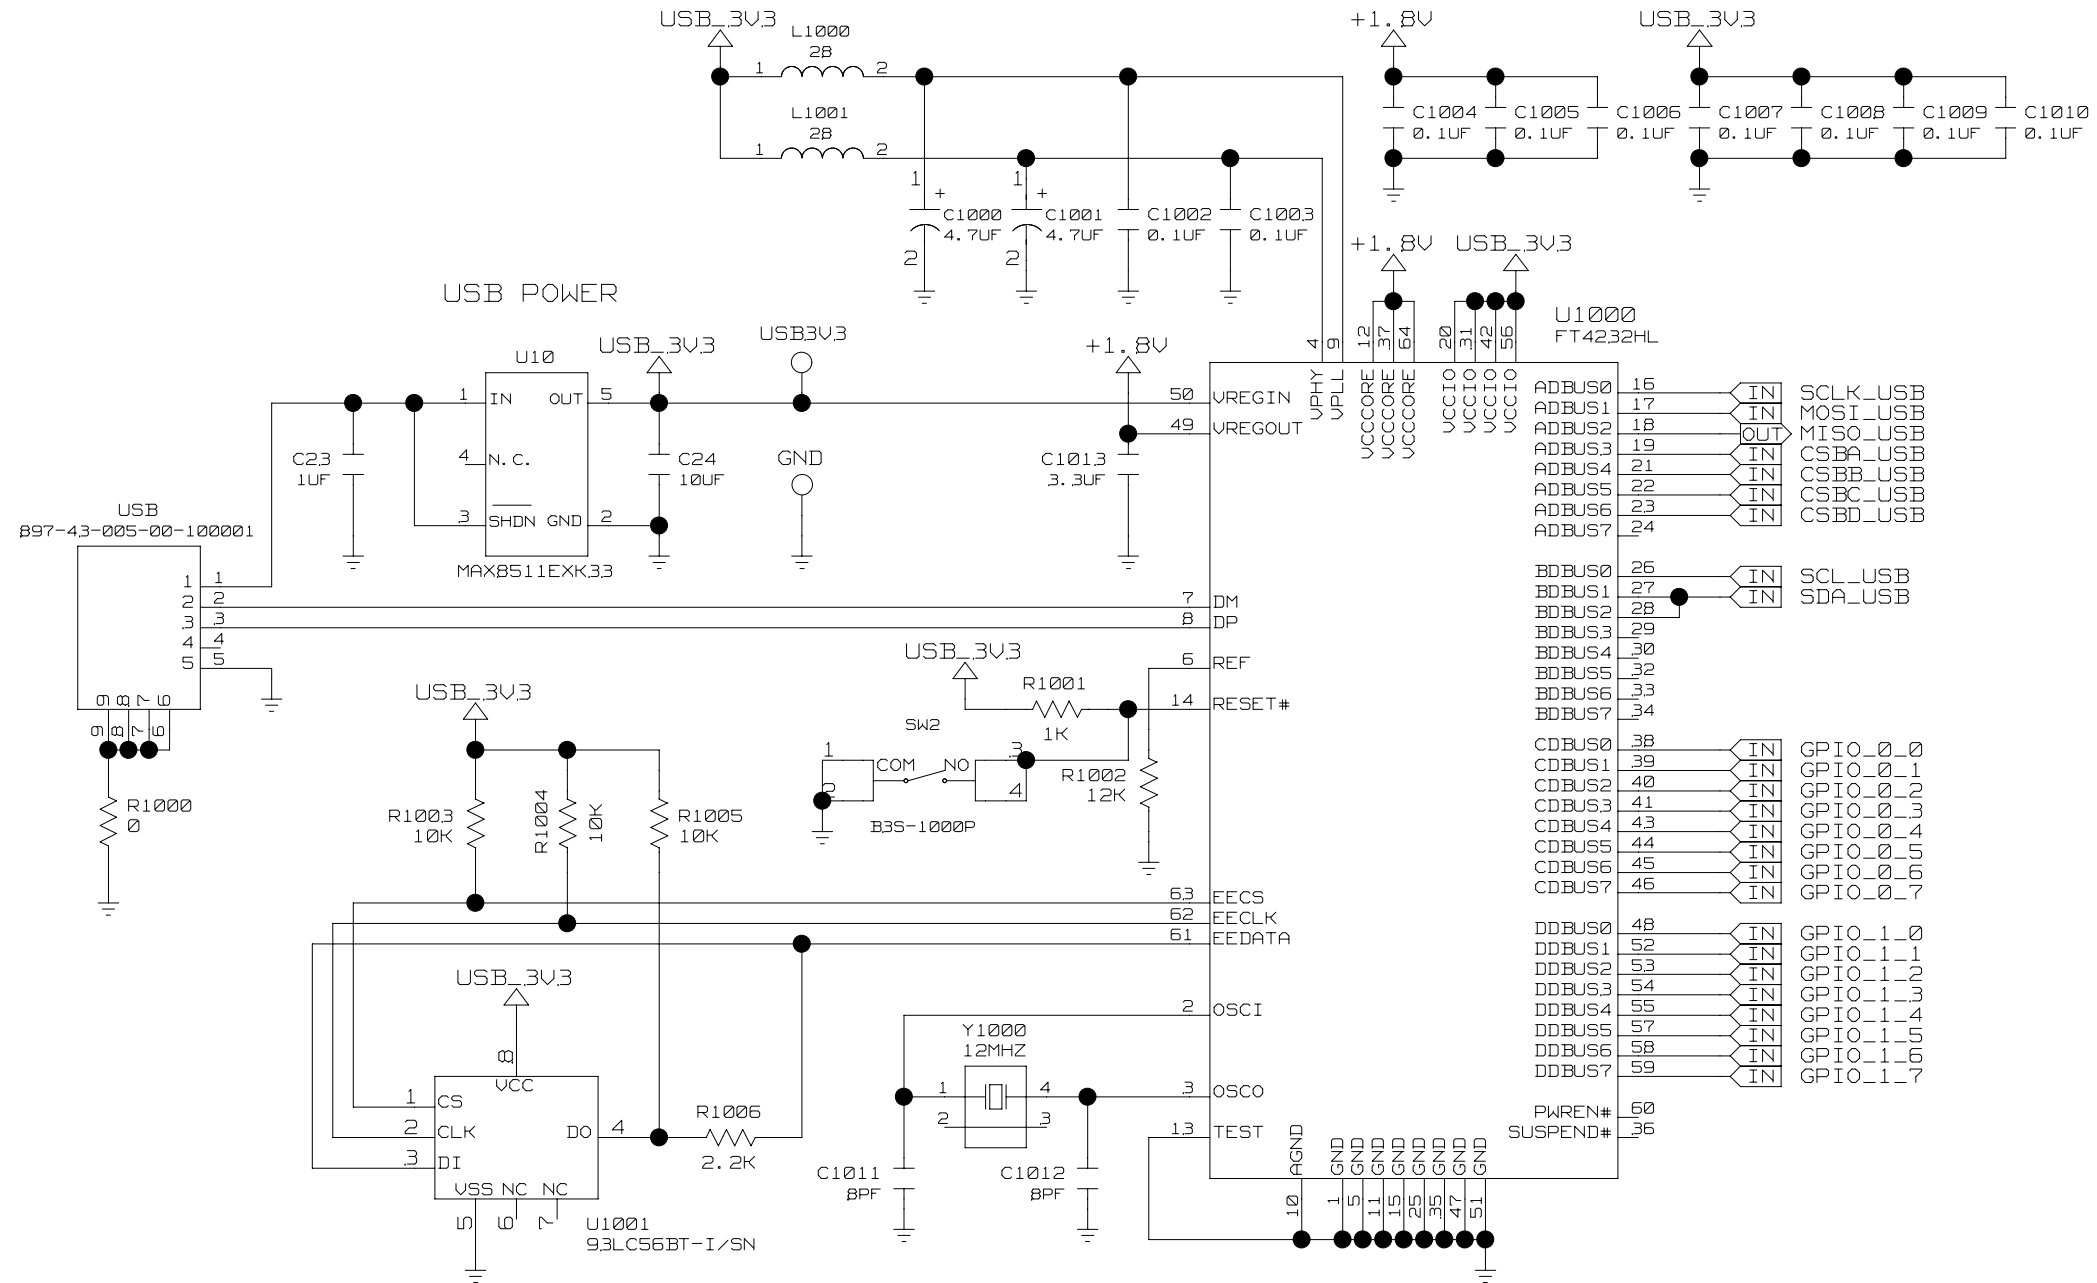 USB_3V3
L1000
28
1
2
L1001
28
1
2
1
+
C1000
4.7UF
2
1
+
C1001
4.7UF
2
C1002
0.1UF
C1003
0.1UF
+1.8V
C1004
0.1UF
C1005
0.1UF
C1006
0.1UF
USB_3V3
C1007
0.1UF
C1008
0.1UF
C1009
0.1UF
C1010
0.1UF
USB POWER
U10
1
IN
OUT
5
4
N.C.
3
SHDN
GND
2
MAX8511EXK33
C23
1UF
USB_3V3
C24
10UF
USB3V3
GND
+1.8V
C1013
3.3UF
+1.8V
USB_3V3
U1000
FT4232HL
4
9
12
37
64
20
31
42
56
VPHY
VPLL
VCCCORE
VCCCORE
VCCCORE
VCCIO
VCCIO
VCCIO
VCCIO
50 VREGIN
49 VREGOUT
7 DM
8 DP
6 REF
14 RESET#
63 EECS
62 EECLK
61 EEDATA
2 OSCI
3 OSCO
13 TEST
ADBUS0 16 IN SCLK_USB
ADBUS1 17 IN MOSI_USB
ADBUS2 18 OUT MISO_USB
ADBUS3 19 IN CSBA_USB
ADBUS4 21 IN CSBB_USB
ADBUS5 22 IN CSBC_USB
ADBUS6 23 IN CSBD_USB
ADBUS7 24
BDBUS0 26 IN SCL_USB
BDBUS1 27 IN SDA_USB
BDBUS2 28
BDBUS3 29
BDBUS4 30
BDBUS5 32
BDBUS6 33
BDBUS7 34
CDBUS0 38 IN GPIO_0_0
CDBUS1 39 IN GPIO_0_1
CDBUS2 40 IN GPIO_0_2
CDBUS3 41 IN GPIO_0_3
CDBUS4 43 IN GPIO_0_4
CDBUS5 44 IN GPIO_0_5
CDBUS6 45 IN GPIO_0_6
CDBUS7 46 IN GPIO_0_7
DDBUS0 48 IN GPIO_1_0
DDBUS1 52 IN GPIO_1_1
DDBUS2 53 IN GPIO_1_2
DDBUS3 54 IN GPIO_1_3
DDBUS4 55 IN GPIO_1_4
DDBUS5 57 IN GPIO_1_5
DDBUS6 58 IN GPIO_1_6
DDBUS7 59 IN GPIO_1_7
PWREN# 60
SUSPEND# 36
AGND
GND
GND
GND
GND
GND
GND
GND
GND
10
1
5
11
15
25
35
47
51
USB
897-43-005-00-100001
1 1
2 2
3 3
4 4
5 5
9
8
7
6
9
8
7
6
R1000
0
USB_3V3
R1001
1K
SW2
1
2
COM
NO
3
4
B3S-1000P
R1002
12K
USB_3V3
R1003
10K
R1004
10K
R1005
10K
USB_3V3
8
VCC
1 CS
2 CLK
3 DI
DO 4
VSS NC NC
5
6
7
U1001
93LC56BT-I/SN
R1006
2.2K
Y1000
12MHZ
1
4
2
3
C1011
8PF
C1012
8PF